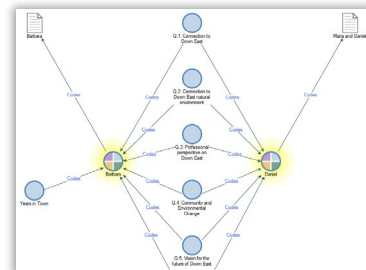 Barbara
Maria and Daniel
Q.1. Connection to
Down East
Codes
Codes
Q.2. Connection to
Down East natural
environment
Codes
Codes
Codes
Codes
Q.3. Professional
perspective on
Down East
Codes
Codes
Barbara
Daniel
Codes
Years in Town
Codes
Codes
Q.4. Community and
Environmental
Change
Codes
Codes
Q.5. Vision for the
future of Down East
Codes
Codes